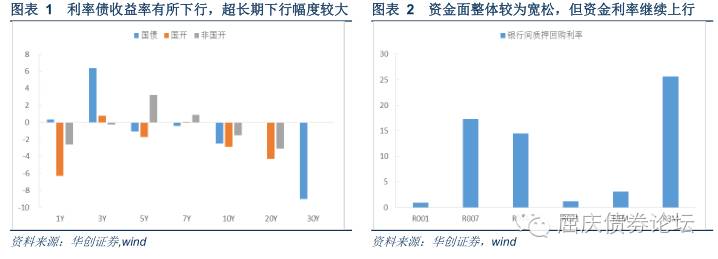 图表 1 利率债收益率有所下行，超长期下行幅度较大
国债 国开 非国开
8
6
4
2
0
-2
-4
-6
-8
-10
1Y 3Y 5Y 7Y 10Y 20Y 30Y
资料来源：华创证券,wind
图表 2 资金面整体较为宽松，但资金利率继续上行
银行间质押回购利率
30
25
20
15
10
5
0
R001 R007
屈庆债券论坛
资料来源：华创证券，wind